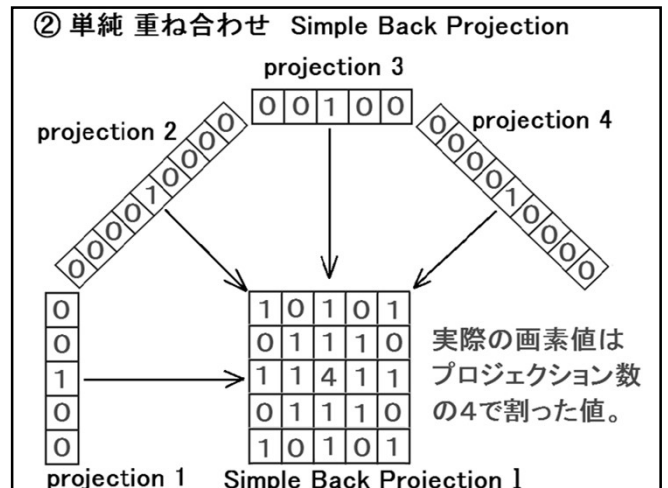 ② 単純 重ね合わせ Simple Back Projection
projection 3
0 0 1 0 0
projection 2
0 0 0 0 1 0 0 0 0
projection 4
0 0 0 0 1 0 0 0 0
0
0
1
0
0
projection 1
1 0 1 0 1
0 1 1 1 0
1 1 4 1 1
0 1 1 1 0
1 0 1 0 1
Simple Back Projection 1
実際の画素値は
プロジェクション数
の4で割った値。